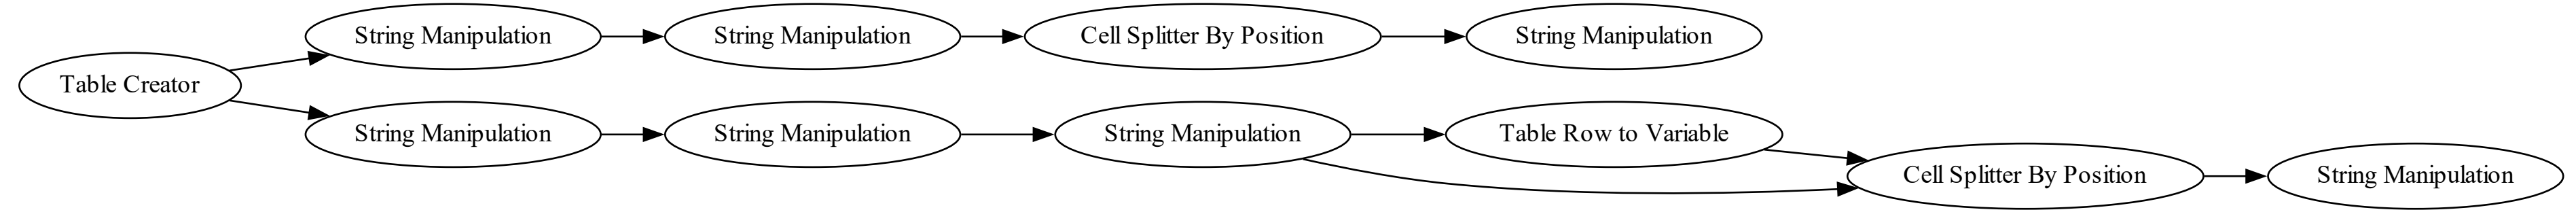 Table Creator
String Manipulation
String Manipulation
Cell Splitter By Position
String Manipulation
String Manipulation
String Manipulation
String Manipulation
Table Row to Variable
Cell Splitter By Position
String Manipulation